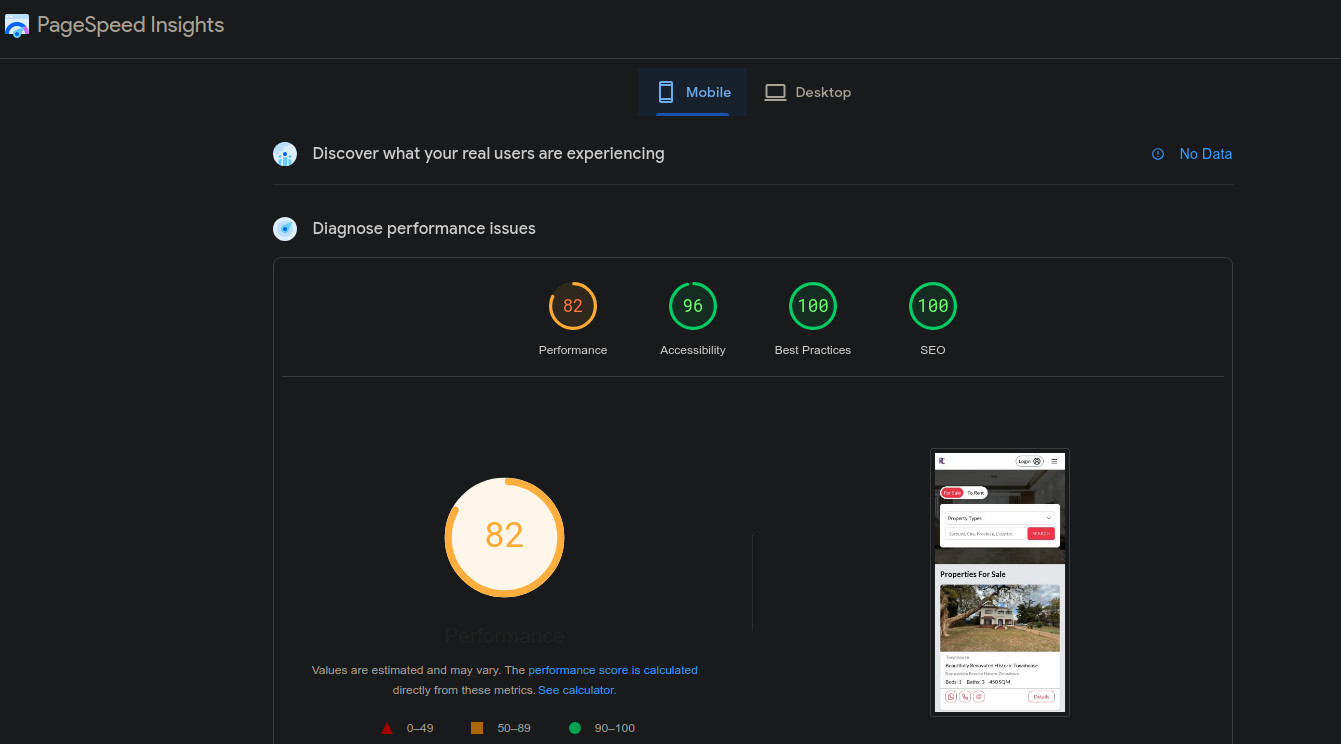 PageSpeed Insights
Mobile
Desktop
Discover what your real users are experiencing
No Data
Diagnose performance issues
82
96
100
100
Performance
Accessibility
Best Practices
SEO
82
Performance
Values are estimated and may vary. The performance score is calculated
directly from these metrics. See calculator.
0–49
50–89
90–100
Login
For Sale
To Rent
Property Types
Suburb, City, Province, Country
SEARCH
Properties For Sale
Townhouse
Beautifully Renovated Historic Townhouse
Beds: 1 Baths: 3 450 SQM
Details